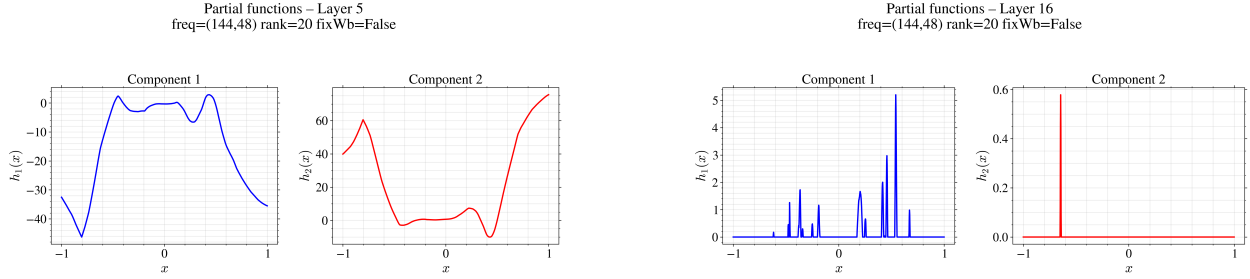 Partial functions – Layer 5
freq=(144,48) rank=20 fixWb=False
Component 1
0
−10
−20
−30
−40
h₁(x)
−1
0
1
x
Component 2
60
40
20
0
h₂(x)
−1
0
1
x
Partial functions – Layer 16
freq=(144,48) rank=20 fixWb=False
Component 1
5
4
3
2
1
0
h₁(x)
−1
0
1
x
Component 2
0.6
0.4
0.2
0.0
h₂(x)
−1
0
1
x